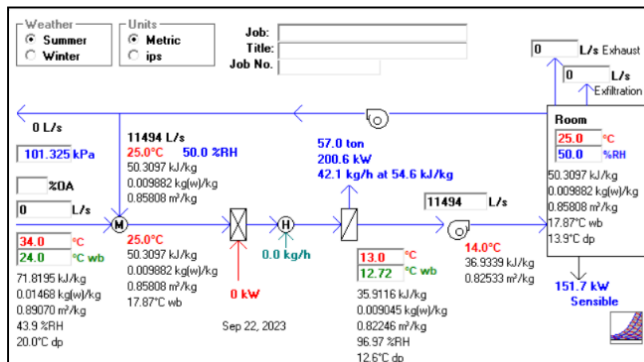 Weather
Summer
Winter
Units
Metric
ips
Job:
Title:
Job No.
0 L/s Exhaust
0 L/s
Exfiltration
0 L/s
101.325 kPa
%OA
0 L/s
34.0 °C
24.0 °C wb
71.8195 kJ/kg
0.01468 kg(w)/kg
0.89070 m³/kg
43.9 %RH
20.0°C dp
11494 L/s
25.0°C 50.0 %RH
50.3097 kJ/kg
0.009882 kg(w)/kg
0.85808 m³/kg
M
25.0°C
50.3097 kJ/kg
0.009882 kg(w)/kg
0.85808 m³/kg
17.87°C wb
0 kW
H
0.0 kg/h
Sep 22, 2023
57.0 ton
200.6 kW
42.1 kg/h at 54.6 kJ/kg
13.0 °C
12.72 °C wb
35.9116 kJ/kg
0.009045 kg(w)/kg
0.82246 m³/kg
96.97 %RH
12.6°C dp
11494 L/s
14.0°C
36.9339 kJ/kg
0.82533 m³/kg
Room
25.0 °C
50.0 %RH
50.3097 kJ/kg
0.009882 kg(w)/kg
0.85808 m³/kg
17.87°C wb
13.9°C dp
151.7 kW
Sensible